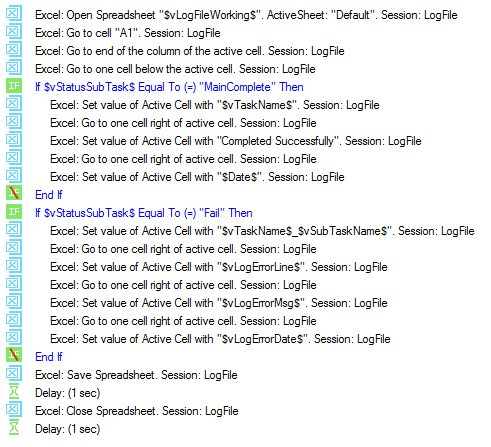 Excel: Open Spreadsheet "$vLogFileWorking$". ActiveSheet: "Default". Session: LogFile
Excel: Go to cell "A1". Session: LogFile
Excel: Go to end of the column of the active cell. Session: LogFile
Excel: Go to one cell below the active cell. Session: LogFile
IF If $vStatusSubTask$ Equal To (=) "MainComplete" Then
Excel: Set value of Active Cell with "$vTaskName$". Session: LogFile
Excel: Go to one cell right of active cell. Session: LogFile
Excel: Set value of Active Cell with "Completed Successfully". Session: LogFile
Excel: Go to one cell right of active cell. Session: LogFile
Excel: Set value of Active Cell with "$Date$". Session: LogFile
IF End If
IF If $vStatusSubTask$ Equal To (=) "Fail" Then
Excel: Set value of Active Cell with "$vTaskName$_$vSubTaskName$". Session: LogFile
Excel: Go to one cell right of active cell. Session: LogFile
Excel: Set value of Active Cell with "$vLogErrorLine$". Session: LogFile
Excel: Go to one cell right of active cell. Session: LogFile
Excel: Set value of Active Cell with "$vLogErrorMsg$". Session: LogFile
Excel: Go to one cell right of active cell. Session: LogFile
Excel: Set value of Active Cell with "$vLogErrorDate$". Session: LogFile
IF End If
Excel: Save Spreadsheet. Session: LogFile
Delay: (1 sec)
Excel: Close Spreadsheet. Session: LogFile
Delay: (1 sec)